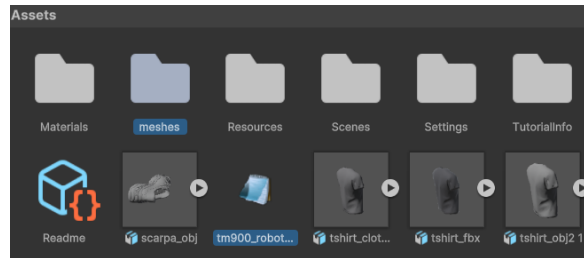 Assets
Materials
meshes
Resources
Scenes
Settings
TutorialInfo
Readme
scarpa_obj
tm900_robot...
tshirt_clot...
tshirt_fbx
tshirt_obj2 1